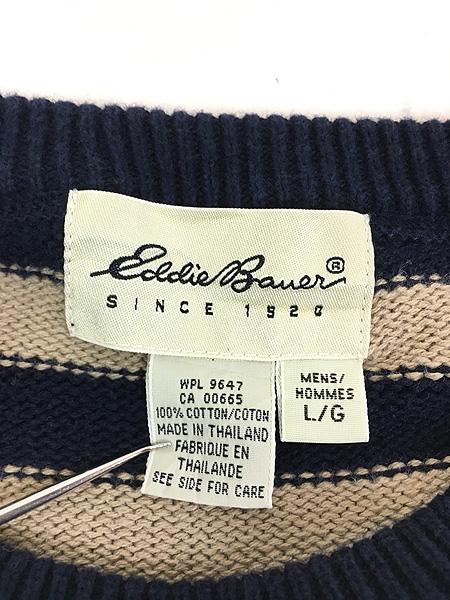 Eddie Bauer®
SINCE 1920
WPL 9647
CA 00665
100% COTTON/COTON
MADE IN THAILAND
FABRIQUE EN
THAILANDE
SEE SIDE FOR CARE
MENS/
HOMMES
L/G